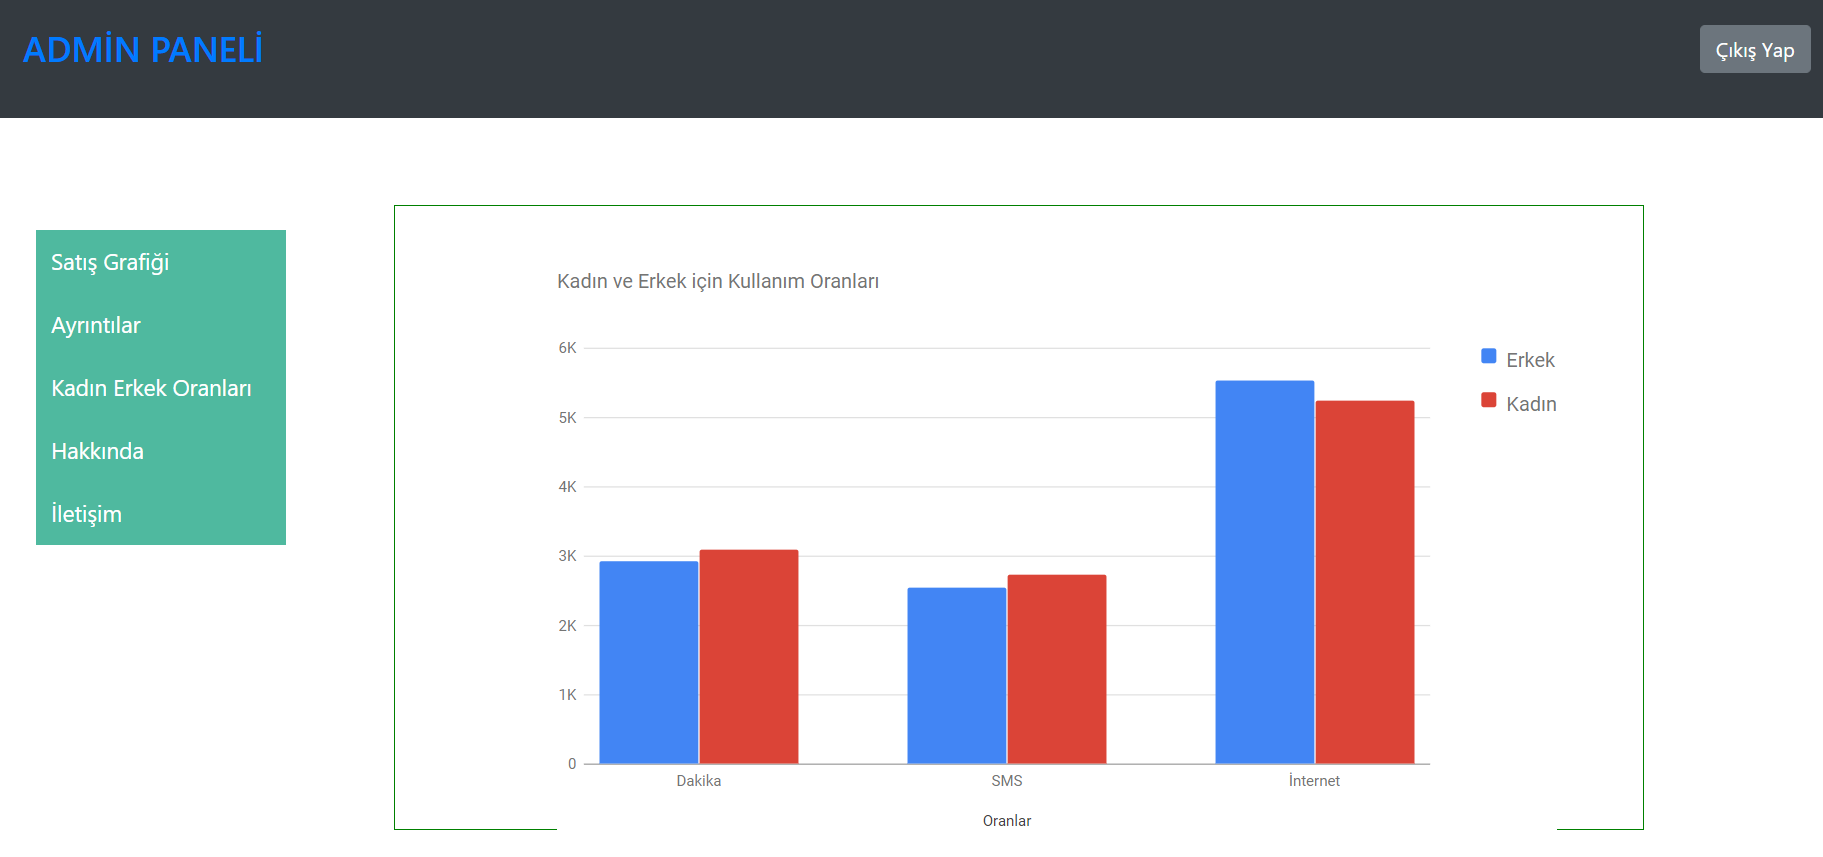 ADMİN PANELİ
Çıkış Yap
Satış Grafiği
Ayrıntılar
Kadın Erkek Oranları
Hakkında
İletişim
Kadın ve Erkek için Kullanım Oranları
6K
5K
4K
3K
2K
1K
0
Dakika
SMS
İnternet
Oranlar
Erkek
Kadın